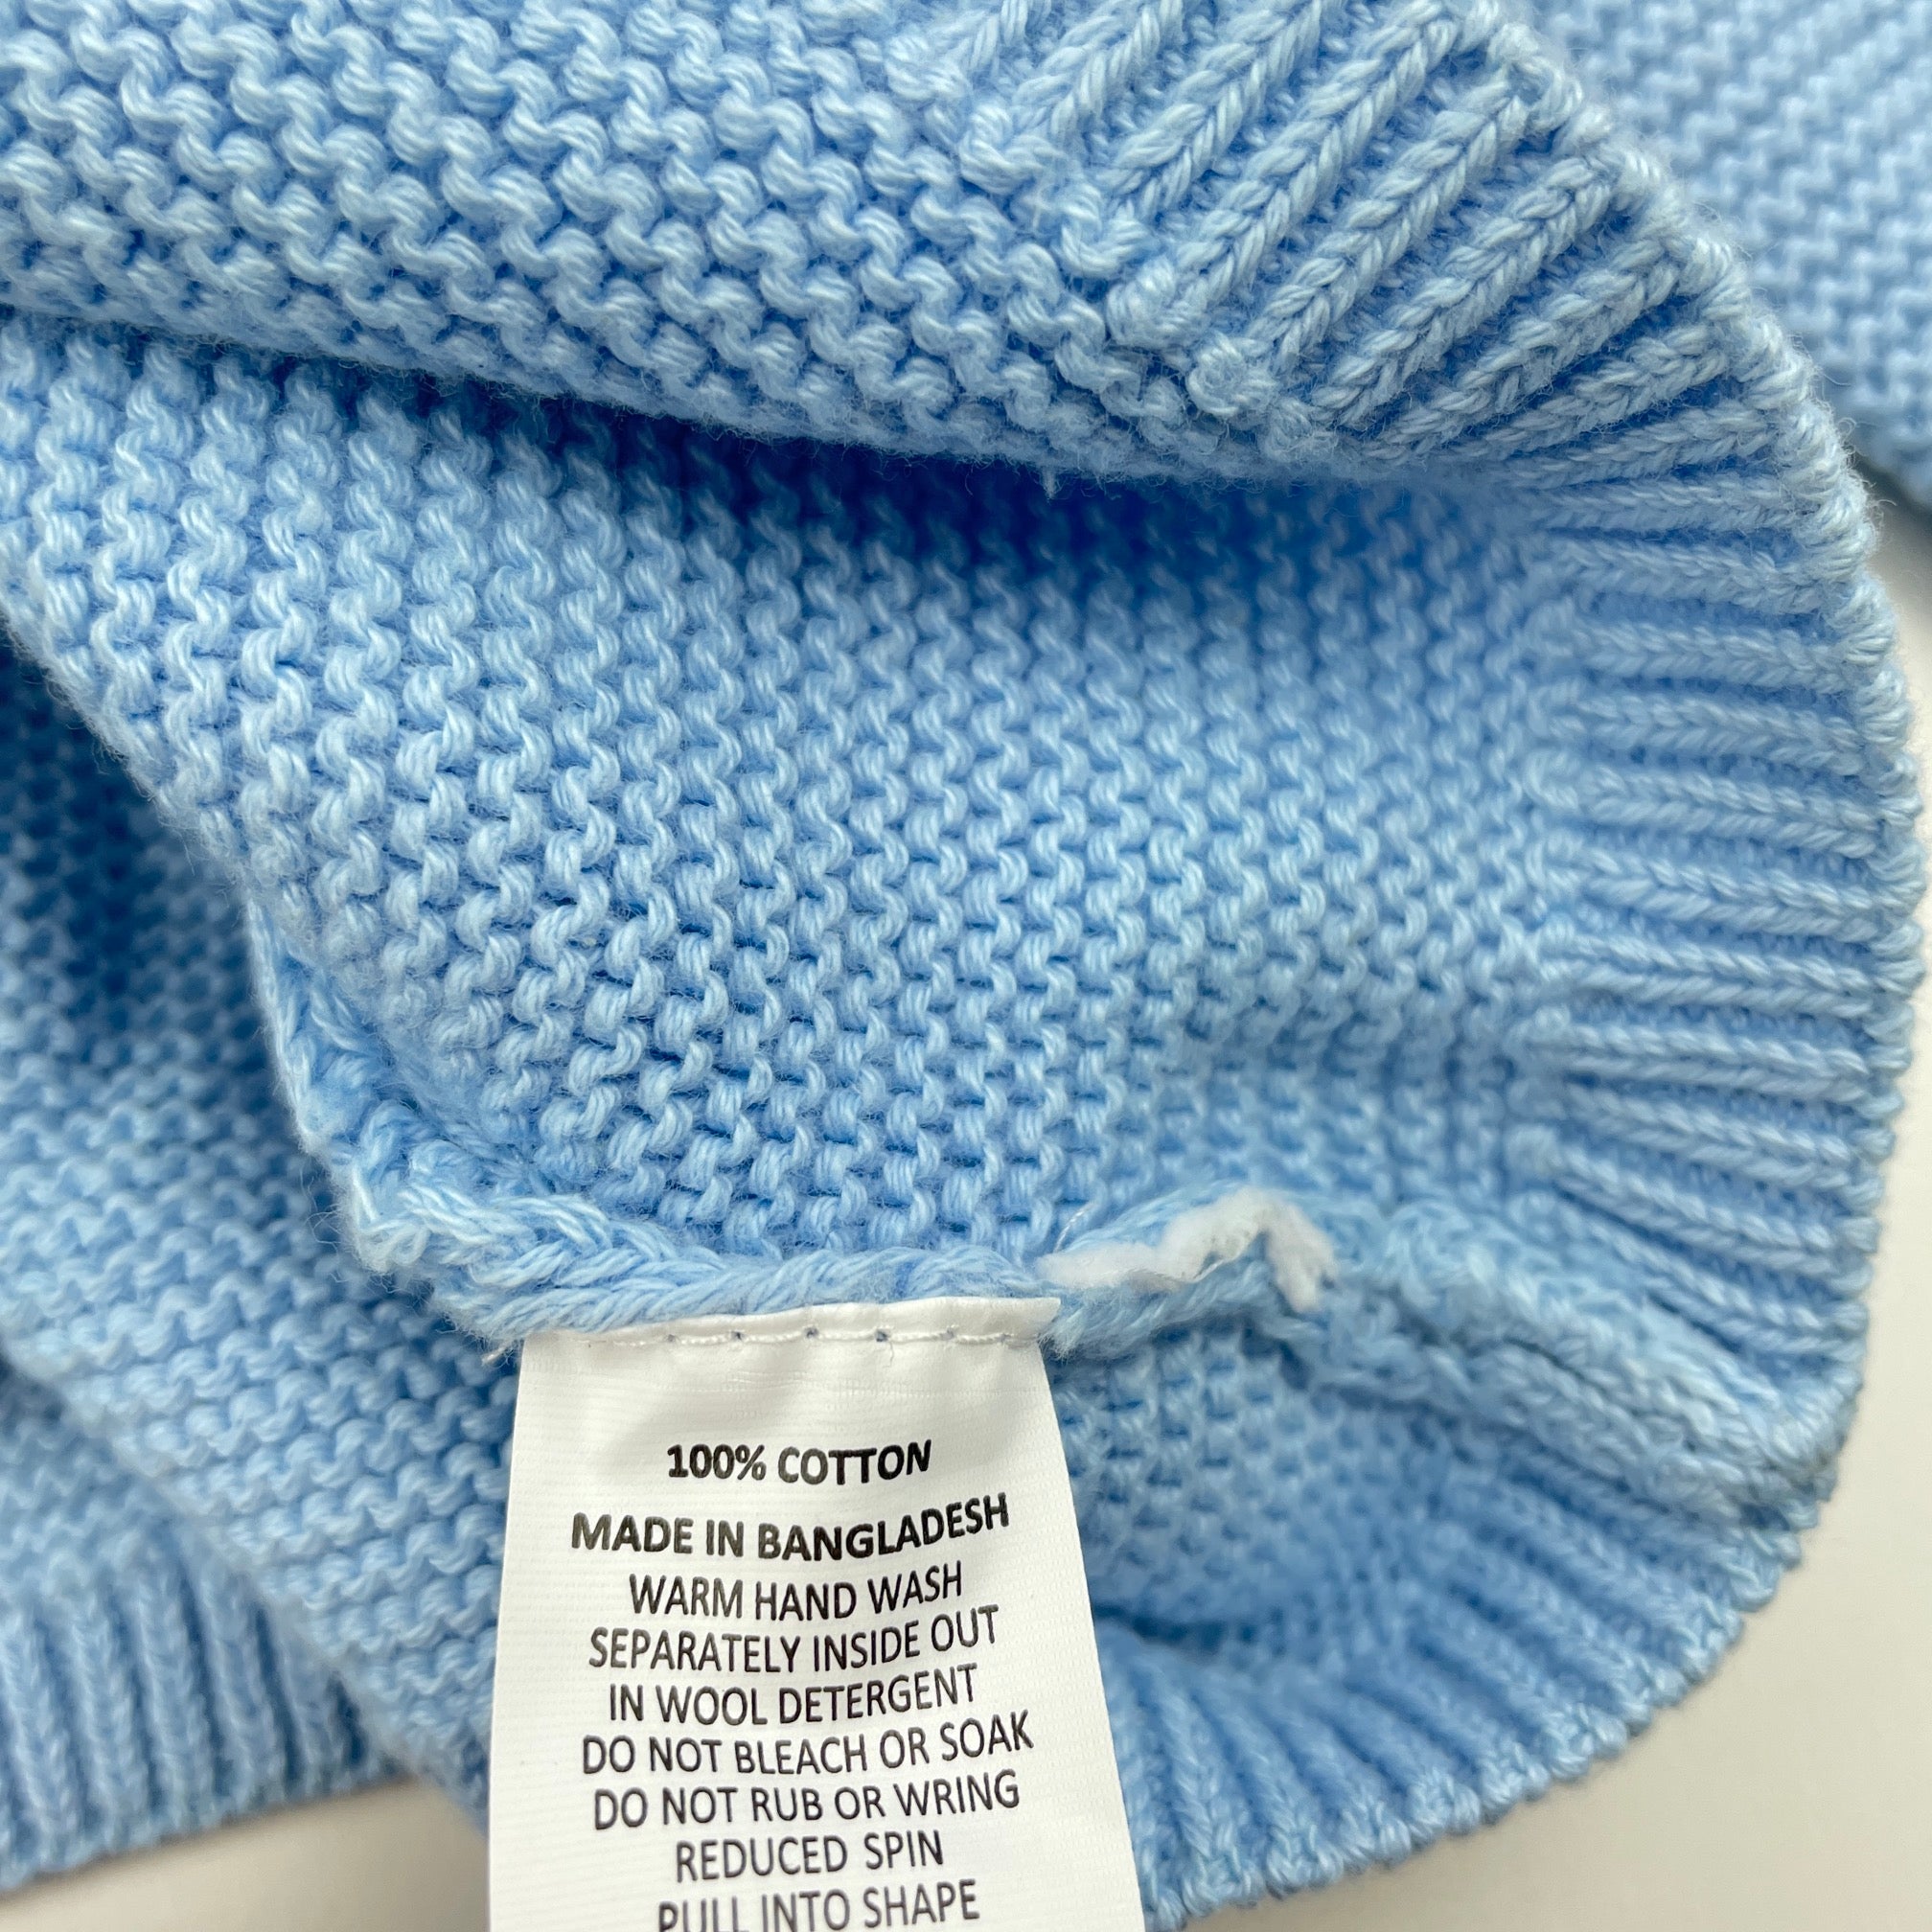 100% COTTON
MADE IN BANGLADESH
WARM HAND WASH
SEPARATELY INSIDE OUT
IN WOOL DETERGENT
DO NOT BLEACH OR SOAK
DO NOT RUB OR WRING
REDUCED SPIN
PULL INTO SHAPE